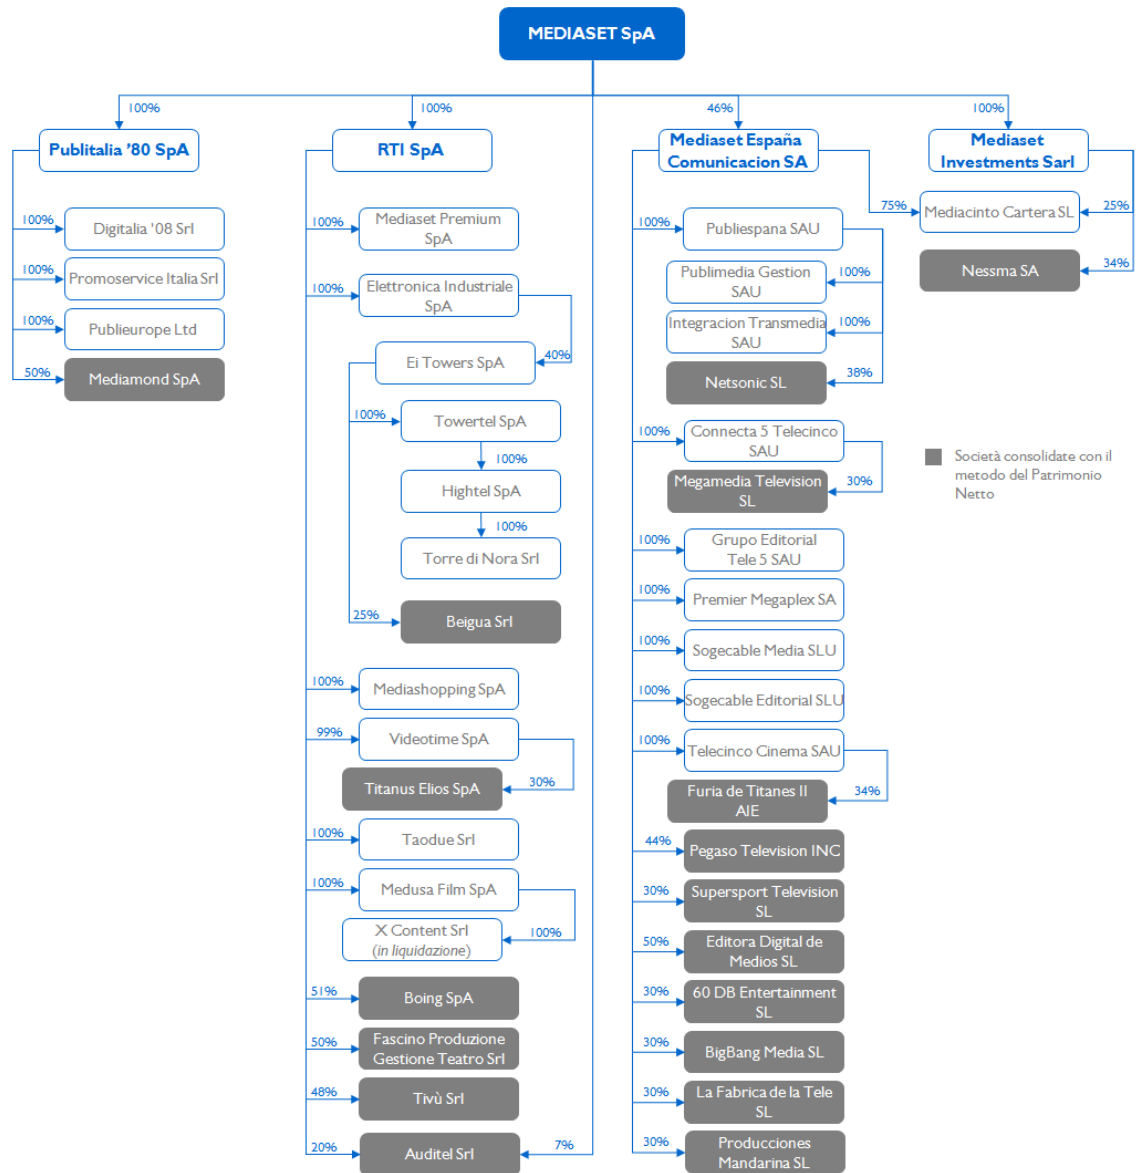 MEDIASET SpA
100%
100%
46%
100%
Publitalia '80 SpA
100%
Digitalia '08 Srl
100%
Promoservice Italia Srl
100%
Publieurope Ltd
50%
Mediamond SpA
RTI SpA
100%
Mediaset Premium
SpA
100%
Elettronica Industriale
SpA
40%
Ei Towers SpA
100%
Towertel SpA
100%
Hightel SpA
100%
Torre di Nora Srl
25%
Beigua Srl
100%
Mediashopping SpA
99%
Videotime SpA
30%
Titanus Elios SpA
100%
Taodue Srl
100%
Medusa Film SpA
100%
X Content Srl
(in liquidazione)
51%
Boing SpA
50%
Fascino Produzione
Gestione Teatro Srl
48%
Tivù Srl
20%
Auditel Srl
7%
Mediaset España
Comunicacion SA
100%
Publiespana SAU
Publimedia Gestion
SAU
100%
Integracion Transmedia
SAU
100%
Netsonic SL
38%
100%
Connecta 5 Telecinco
SAU
Megamedia Television
SL
30%
100%
Grupo Editorial
Tele 5 SAU
100%
Premier Megaplex SA
100%
Sogecable Media SLU
100%
Sogecable Editorial SLU
100%
Telecinco Cinema SAU
Furia de Titanes II
AIE
34%
44%
Pegaso Television INC
30%
Supersport Television
SL
50%
Editora Digital de
Medios SL
30%
60 DB Entertainment
SL
30%
BigBang Media SL
30%
La Fabrica de la Tele
SL
30%
Producciones
Mandarina SL
Mediaset
Investments Sarl
75%
Mediacinto Cartera SL
25%
Nessma SA
34%
Società consolidate con il
metodo del Patrimonio
Netto